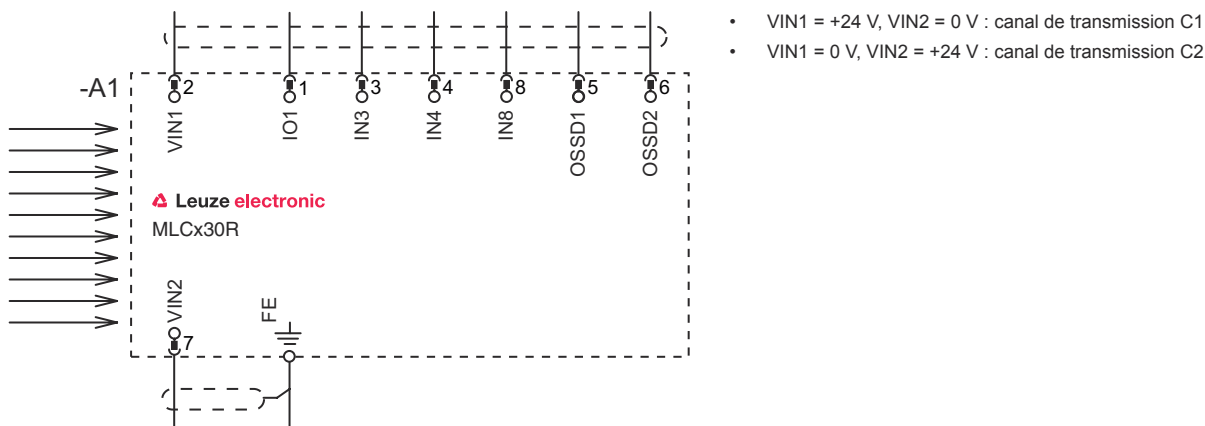 • VIN1 = +24 V, VIN2 = 0 V : canal de transmission C1
• VIN1 = 0 V, VIN2 = +24 V : canal de transmission C2
-A1
2 1 3 4 8 5 6
VIN1 IO1 IN3 IN4 IN8 OSSD1 OSSD2
Leuze electronic
MLCx30R
VIN2 FE
7